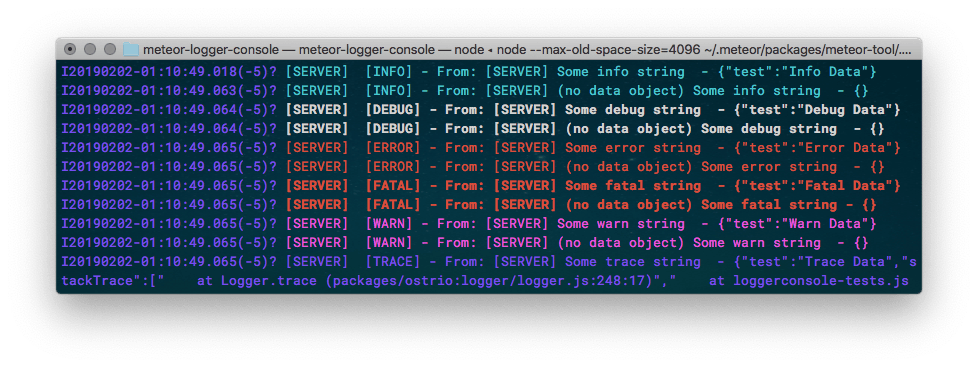 meteor-logger-console — meteor-logger-console — node ◂ node --max-old-space-size=4096 ~/.meteor/packages/meteor-tool/....
I20190202-01:10:49.018(-5)? [SERVER]  [INFO] - From: [SERVER] Some info string  - {"test":"Info Data"}
I20190202-01:10:49.063(-5)? [SERVER]  [INFO] - From: [SERVER] (no data object) Some info string  - {}
I20190202-01:10:49.064(-5)? [SERVER]  [DEBUG] - From: [SERVER] Some debug string  - {"test":"Debug Data"}
I20190202-01:10:49.064(-5)? [SERVER]  [DEBUG] - From: [SERVER] (no data object) Some debug string  - {}
I20190202-01:10:49.065(-5)? [SERVER]  [ERROR] - From: [SERVER] Some error string  - {"test":"Error Data"}
I20190202-01:10:49.065(-5)? [SERVER]  [ERROR] - From: [SERVER] (no data object) Some error string  - {}
I20190202-01:10:49.065(-5)? [SERVER]  [FATAL] - From: [SERVER] Some fatal string  - {"test":"Fatal Data"}
I20190202-01:10:49.065(-5)? [SERVER]  [FATAL] - From: [SERVER] (no data object) Some fatal string - {}
I20190202-01:10:49.065(-5)? [SERVER]  [WARN] - From: [SERVER] Some warn string  - {"test":"Warn Data"}
I20190202-01:10:49.065(-5)? [SERVER]  [WARN] - From: [SERVER] (no data object) Some warn string  - {}
I20190202-01:10:49.065(-5)? [SERVER]  [TRACE] - From: [SERVER] Some trace string  - {"test":"Trace Data","s
tackTrace":["    at Logger.trace (packages/ostrio:logger/logger.js:248:17)","    at loggerconsole-tests.js